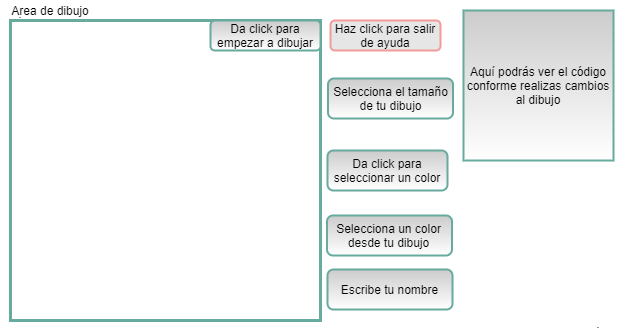 Area de dibujo
Da click para
empezar a dibujar
Haz click para salir
de ayuda
Selecciona el tamaño
de tu dibujo
Da click para
seleccionar un color
Selecciona un color
desde tu dibujo
Escribe tu nombre
Aquí podrás ver el código
conforme realizas cambios
al dibujo